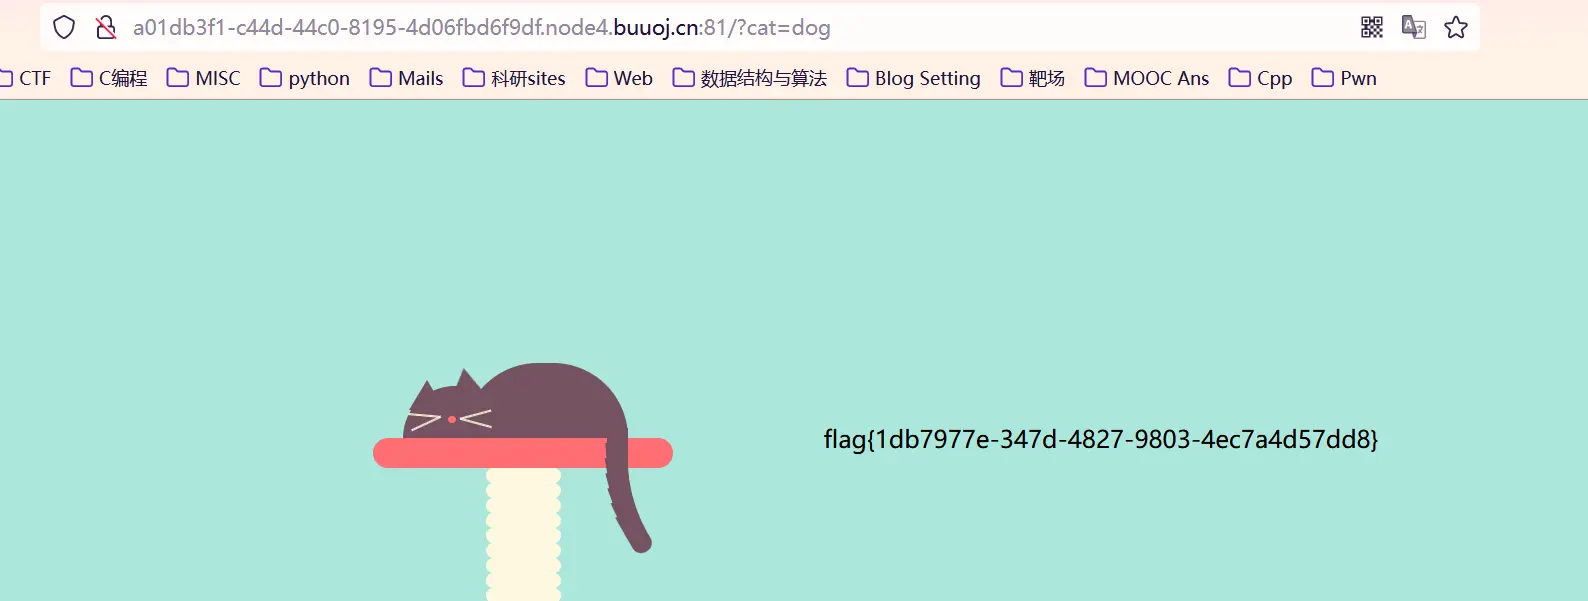 a01db3f1-c44d-44c0-8195-4d06fbd6f9df.node4.buuoj.cn:81/?cat=dog
CTF C编程 MISC python Mails 科研sites Web 数据结构与算法 Blog Setting 靶场 MOOC Ans Cpp Pwn
flag{1db7977e-347d-4827-9803-4ec7a4d57dd8}